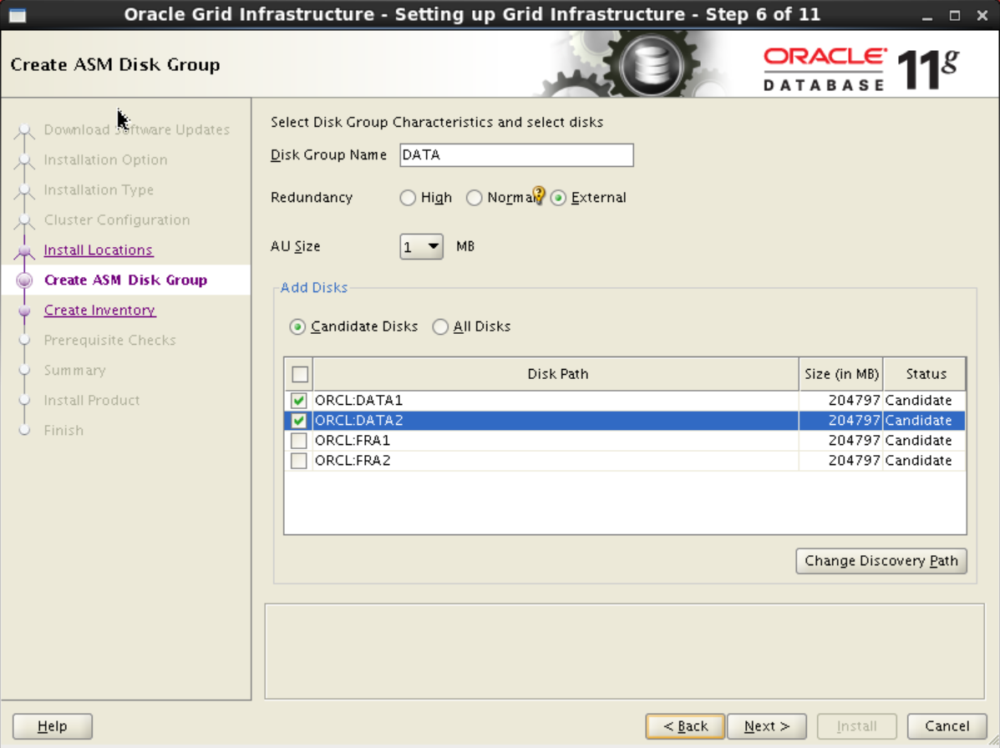 Oracle Grid Infrastructure - Setting up Grid Infrastructure - Step 6 of 11
Create ASM Disk Group
ORACLE
DATABASE 11g
Download Software Updates
Installation Option
Installation Type
Cluster Configuration
Install Locations
Create ASM Disk Group
Create Inventory
Prerequisite Checks
Summary
Install Product
Finish
Select Disk Group Characteristics and select disks
Disk Group Name DATA
Redundancy High Normal External
AU Size 1 MB
Add Disks
Candidate Disks All Disks
Disk Path Size (in MB) Status
ORCL:DATA1 204797 Candidate
ORCL:DATA2 204797 Candidate
ORCL:FRA1 204797 Candidate
ORCL:FRA2 204797 Candidate
Change Discovery Path
Help < Back Next > Install Cancel